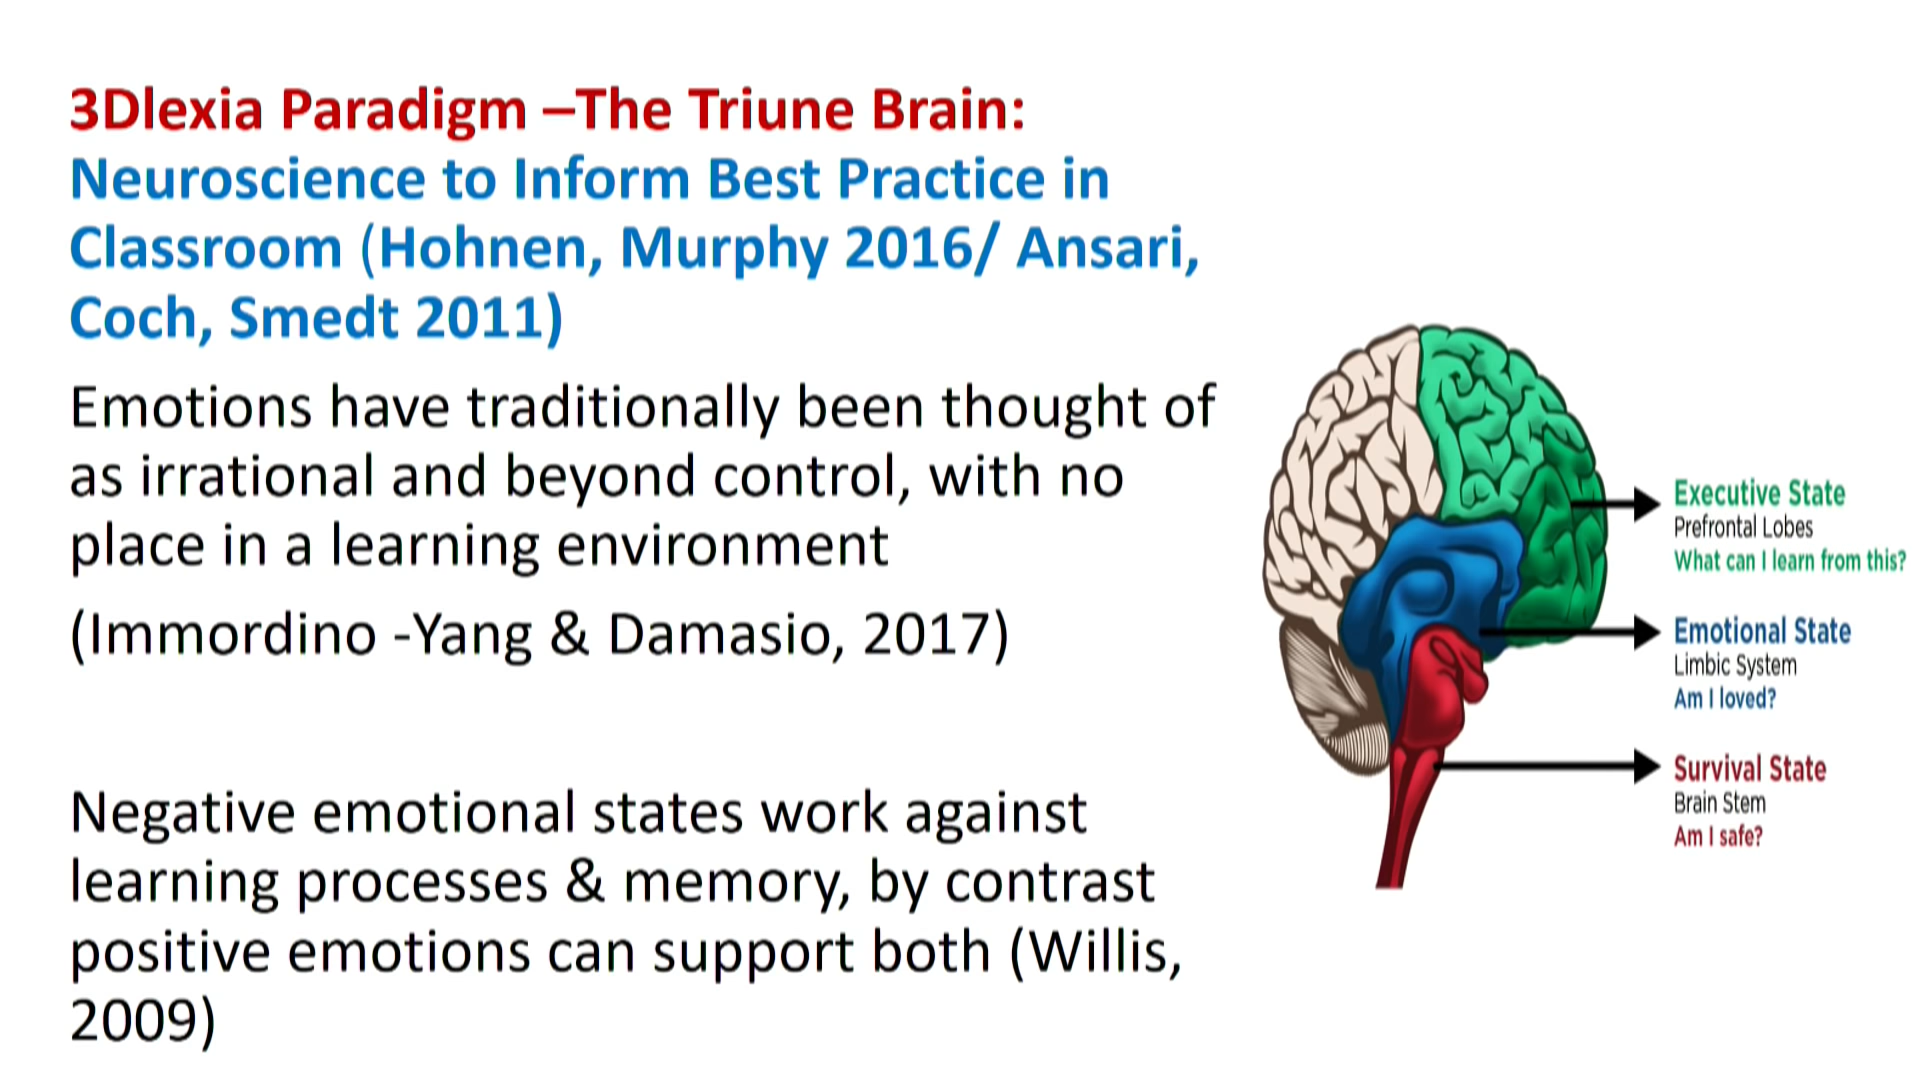 3Dlexia Paradigm –The Triune Brain:
Neuroscience to Inform Best Practice in
Classroom (Hohnen, Murphy 2016/ Ansari,
Coch, Smedt 2011)
Emotions have traditionally been thought of
as irrational and beyond control, with no
place in a learning environment
(Immordino -Yang & Damasio, 2017)
Negative emotional states work against
learning processes & memory, by contrast
positive emotions can support both (Willis,
2009)
Executive State
Prefrontal Lobes
What can I learn from this?
Emotional State
Limbic System
Am I loved?
Survival State
Brain Stem
Am I safe?